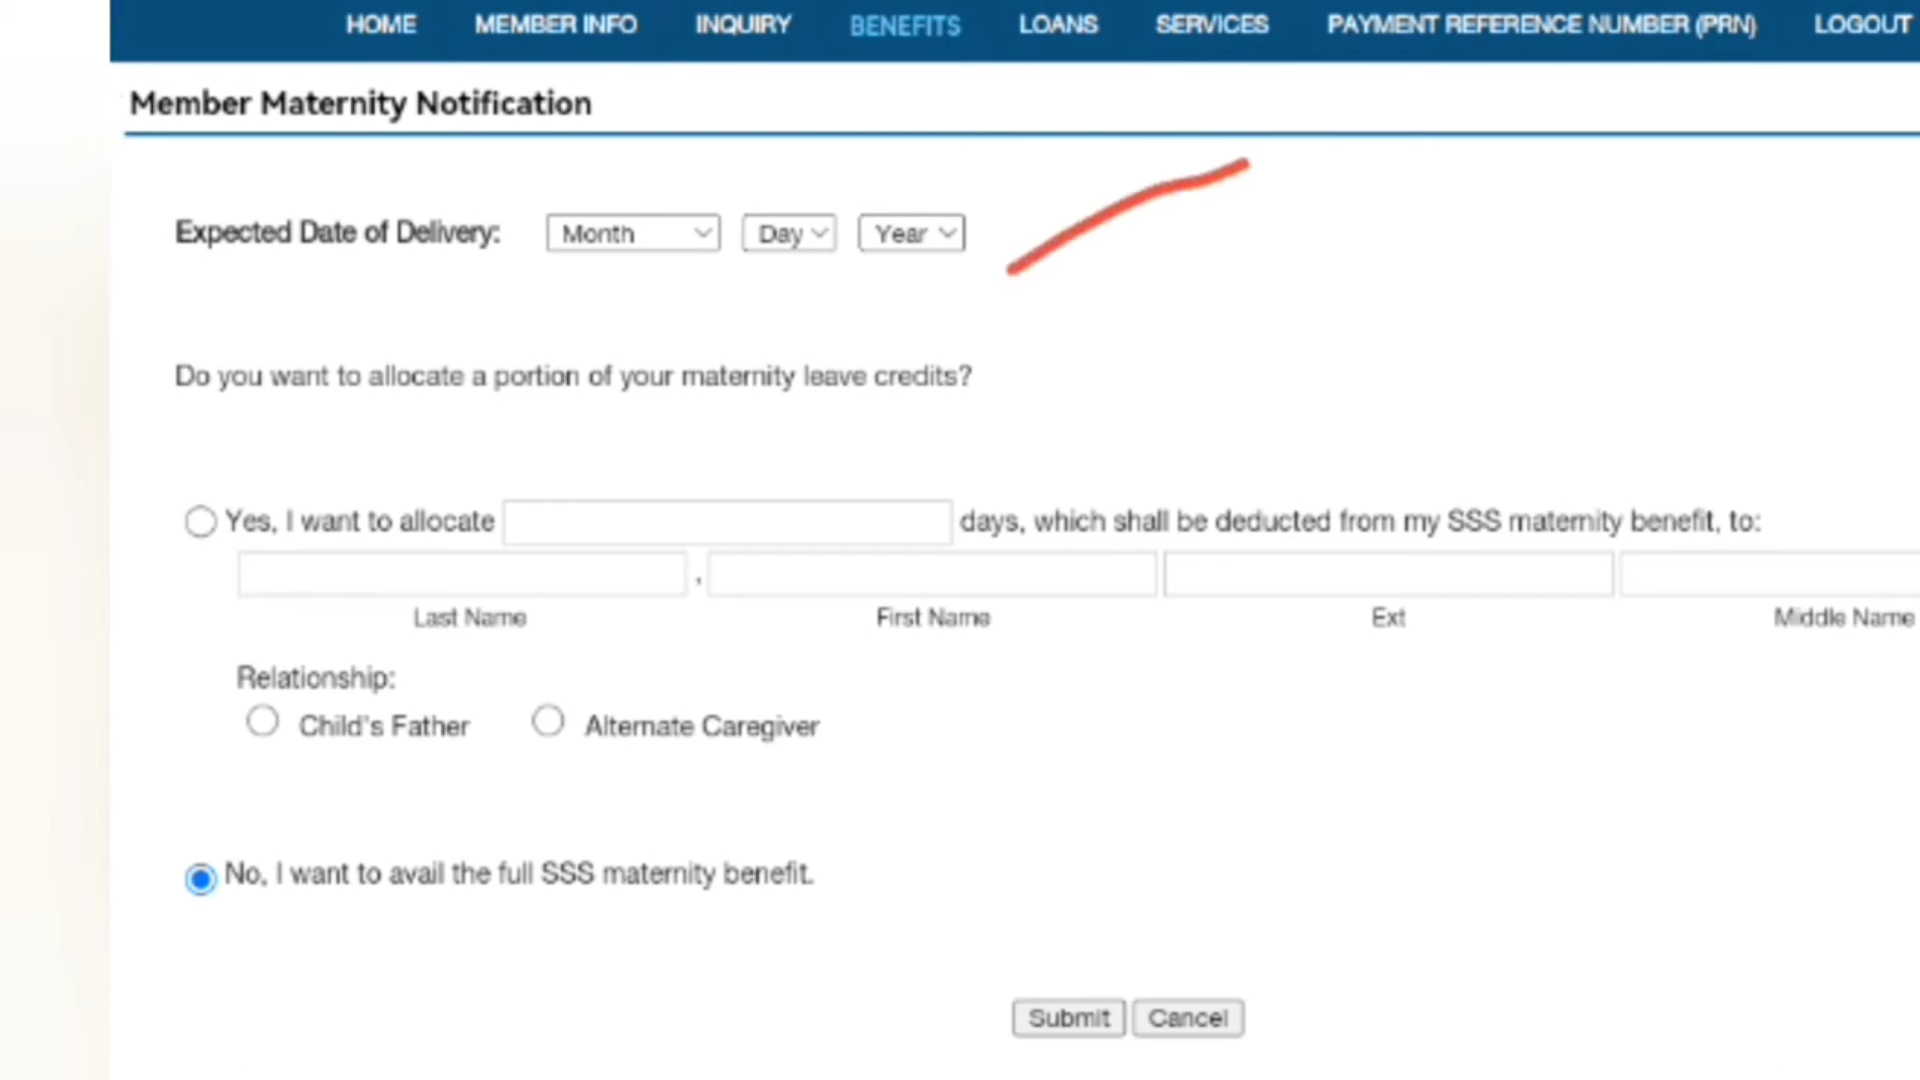 HOME MEMBER INFO INQUIRY BENEFITS LOANS SERVICES PAYMENT REFERENCE NUMBER (PRN) LOGOUT
Member Maternity Notification
Expected Date of Delivery: Month Day Year
Do you want to allocate a portion of your maternity leave credits?
Yes, I want to allocate days, which shall be deducted from my SSS maternity benefit, to:
,
Last Name First Name Ext Middle Name
Relationship:
Child's Father Alternate Caregiver
No, I want to avail the full SSS maternity benefit.
Submit Cancel